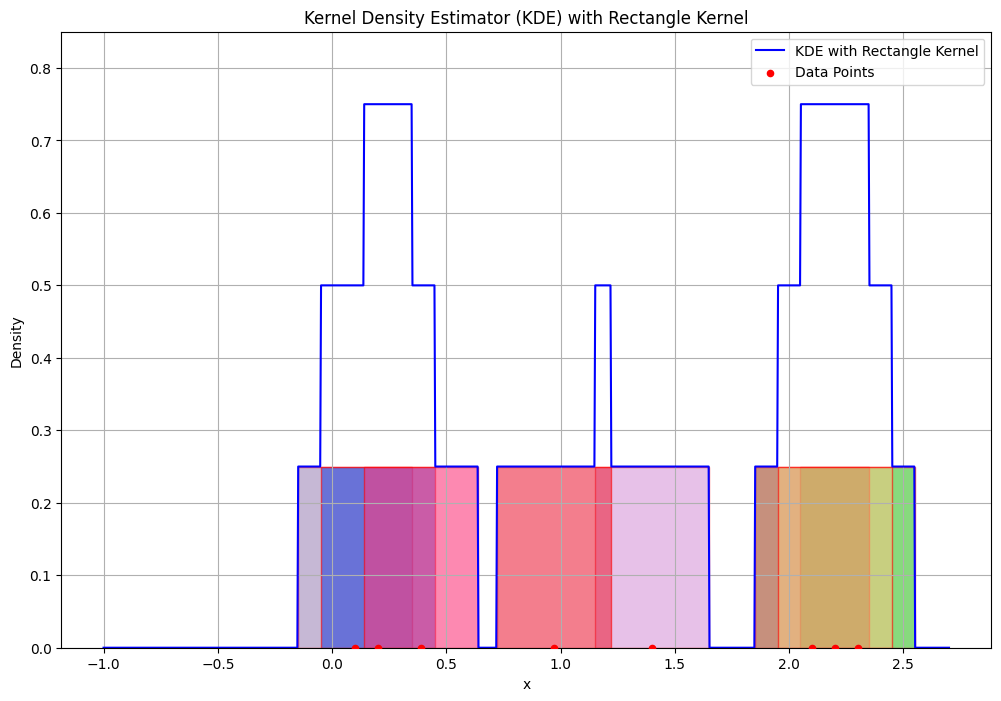 Kernel Density Estimator (KDE) with Rectangle Kernel
KDE with Rectangle Kernel
Data Points
0.8
0.7
0.6
0.5
0.4
0.3
0.2
0.1
0.0
Density
−1.0 −0.5 0.0 0.5 1.0 1.5 2.0 2.5
x